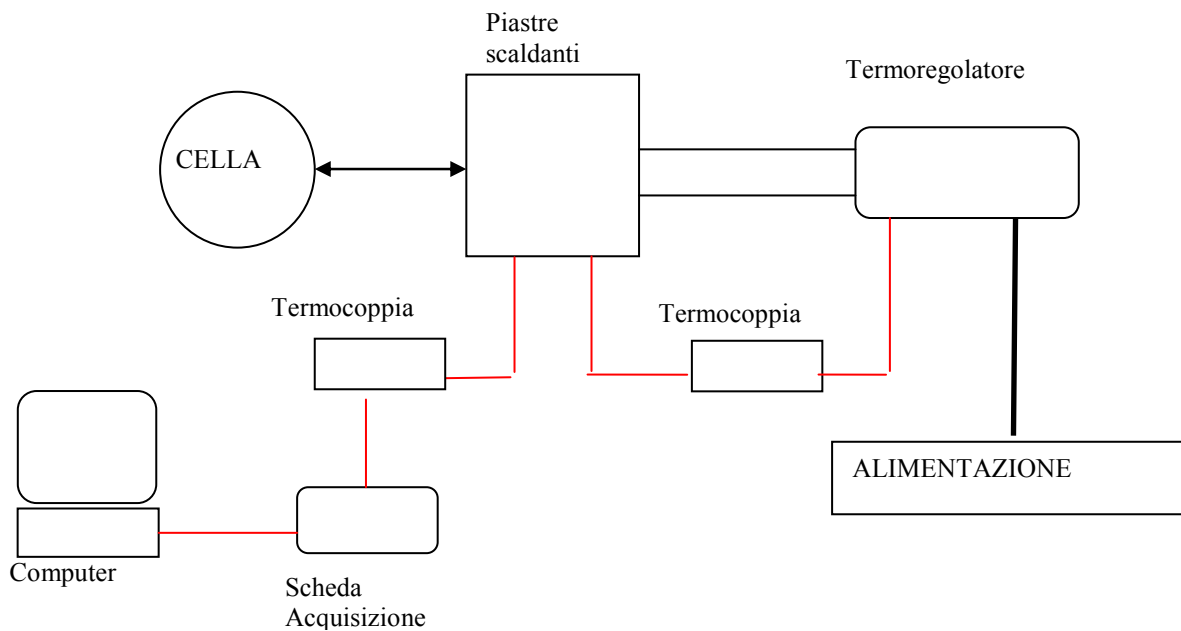 Piastre
scaldanti
Termoregolatore
CELLA
Termocoppia
Termocoppia
ALIMENTAZIONE
Computer
Scheda
Acquisizione